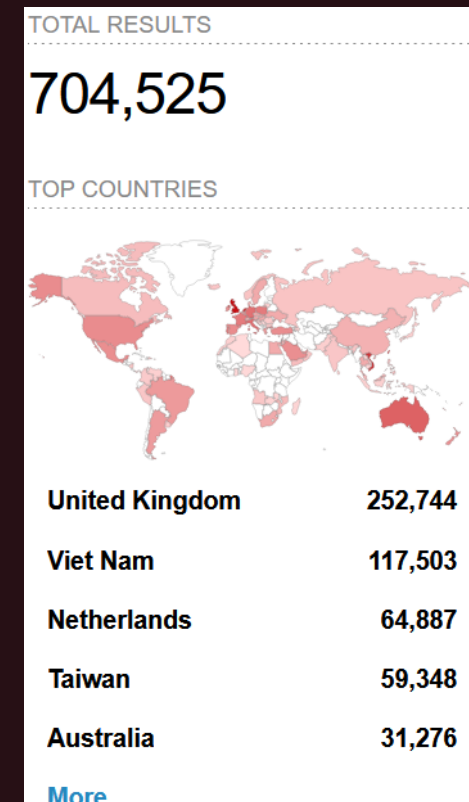 TOTAL RESULTS
704,525
TOP COUNTRIES
United Kingdom 252,744
Viet Nam 117,503
Netherlands 64,887
Taiwan 59,348
Australia 31,276
More